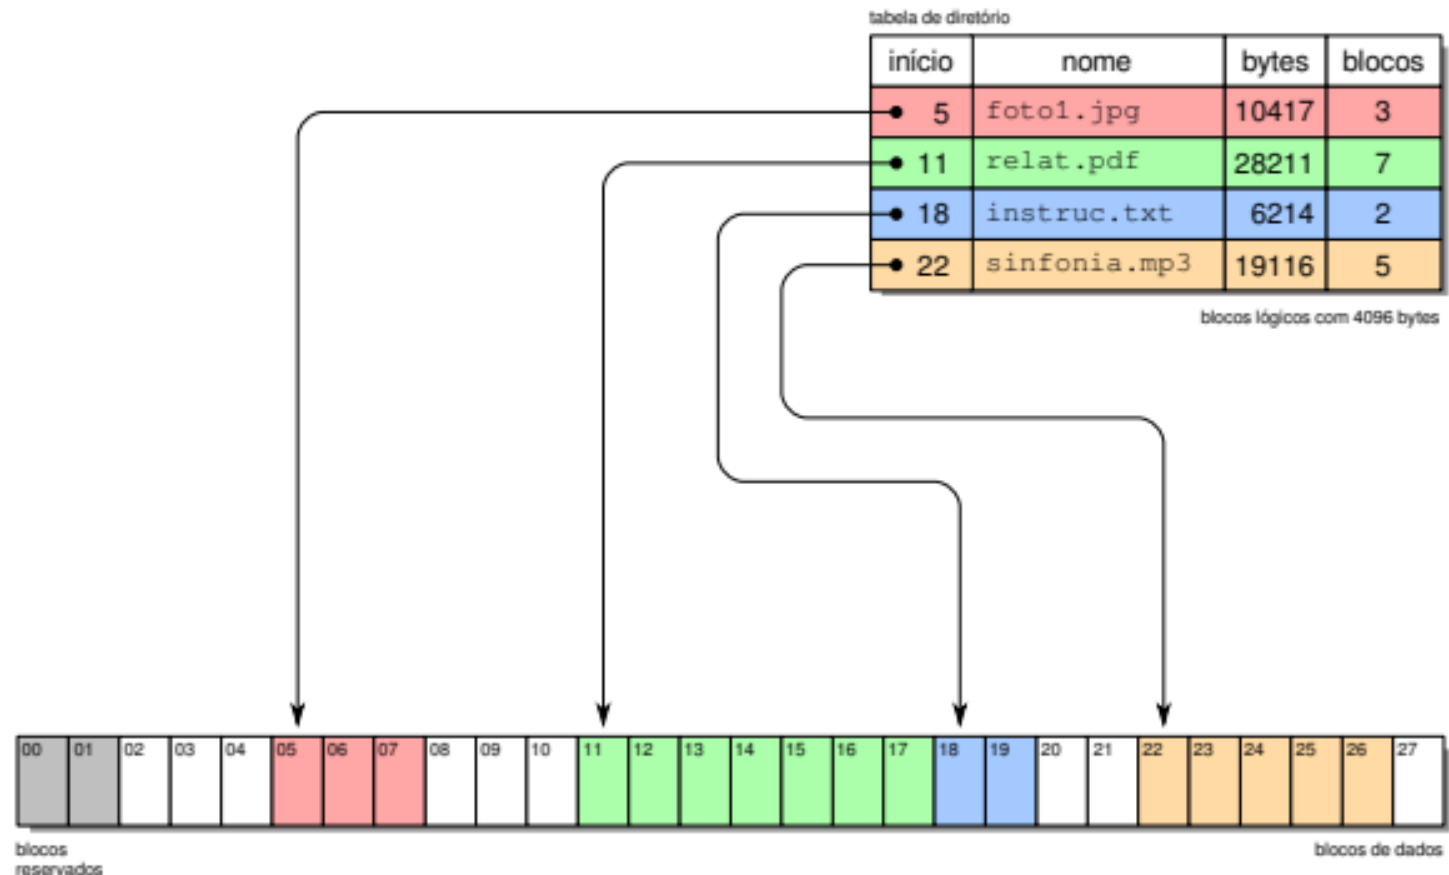 tabela de diretório
início nome bytes blocos
5 foto1.jpg 10417 3
11 relat.pdf 28211 7
18 instruc.txt 6214 2
22 sinfonia.mp3 19116 5
blocos lógicos com 4096 bytes
00 01 02 03 04 05 06 07 08 09 10 11 12 13 14 15 16 17 18 19 20 21 22 23 24 25 26 27
blocos
reservados
blocos de dados